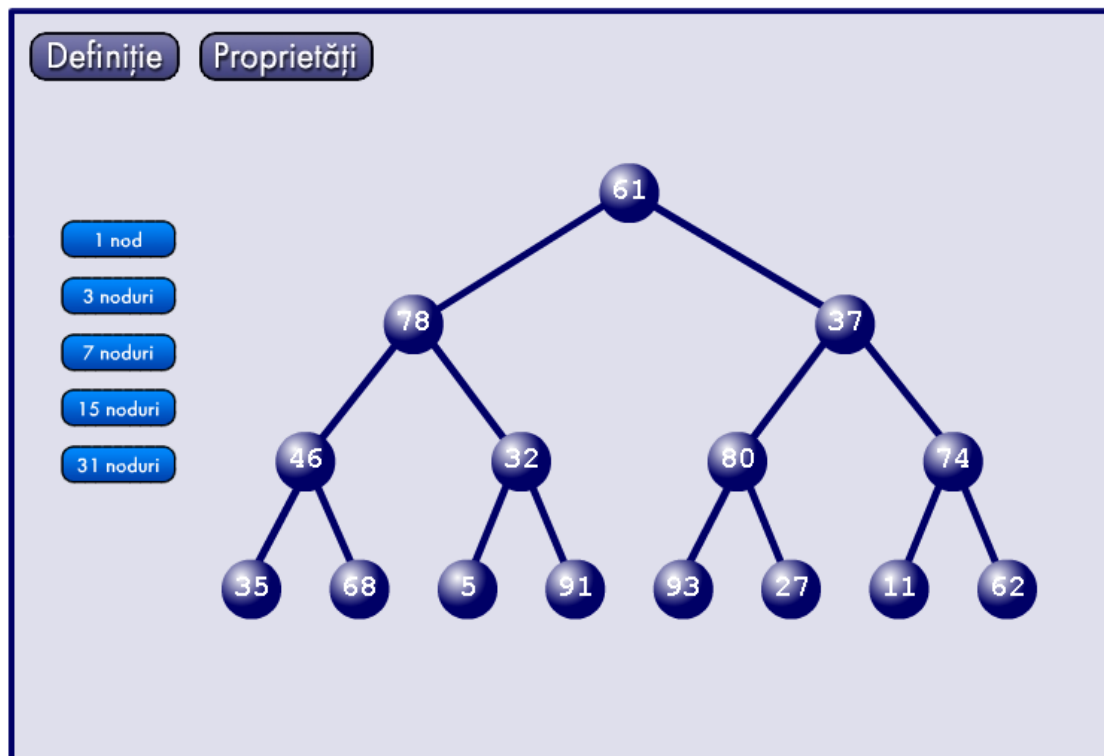 Definiție Proprietăți
61
1 nod
3 noduri
78 37
7 noduri
15 noduri
31 noduri
46 32 80 74
35 68 5 91 93 27 11 62